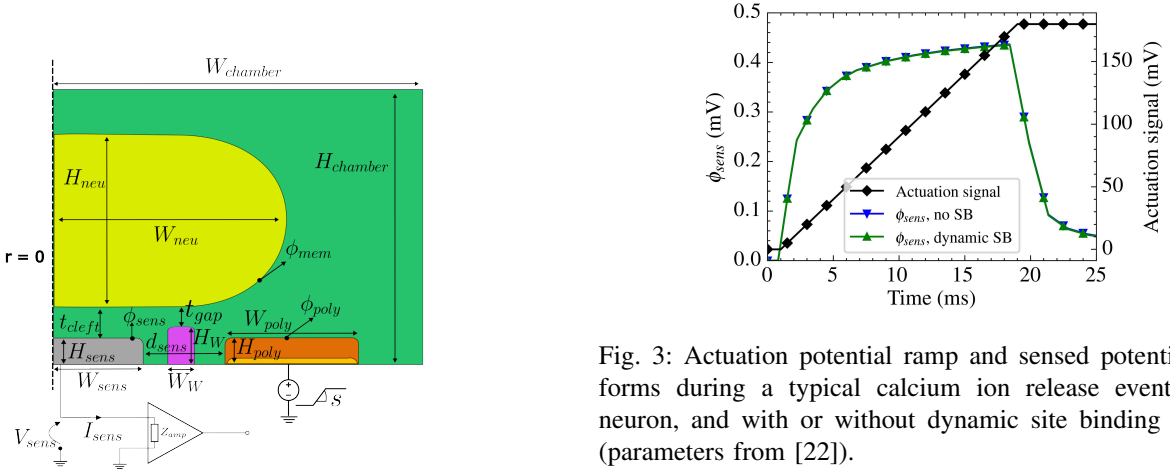 W_chamber
H_chamber
H_neu
W_neu
r = 0
ϕ_mem
t_cleft
ϕ_sens
t_gap
ϕ_poly
W_poly
H_sens
d_sens
H_W
H_poly
W_sens
W_W
s
V_sens
I_sens
Z_amp
0.5
0.4
0.3
0.2
0.1
0.0
ϕ_sens (mV)
150
100
50
0
Actuation signal (mV)
Actuation signal
ϕ_sens, no SB
ϕ_sens, dynamic SB
0 5 10 15 20 25
Time (ms)
Fig. 3: Actuation potential ramp and sensed potenti
forms during a typical calcium ion release event
neuron, and with or without dynamic site binding
(parameters from [22]).